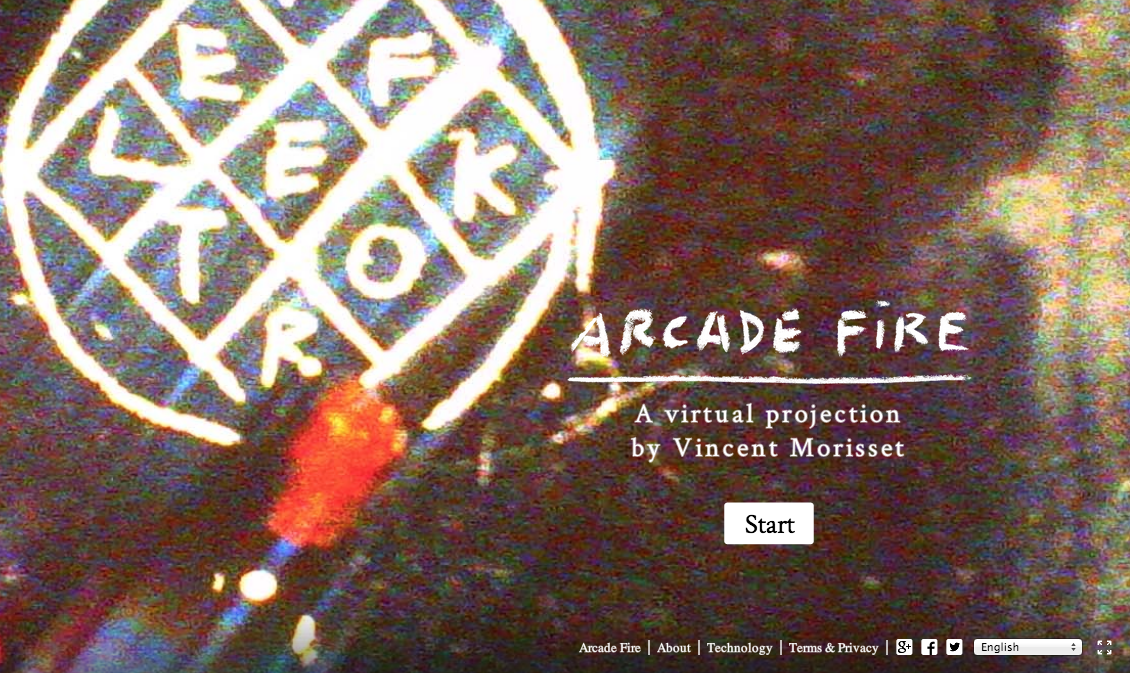 E F
L E K
T O
R
ARCADE FIRE
A virtual projection
by Vincent Morisset
Start
Arcade Fire | About | Technology | Terms & Privacy | g+ f English